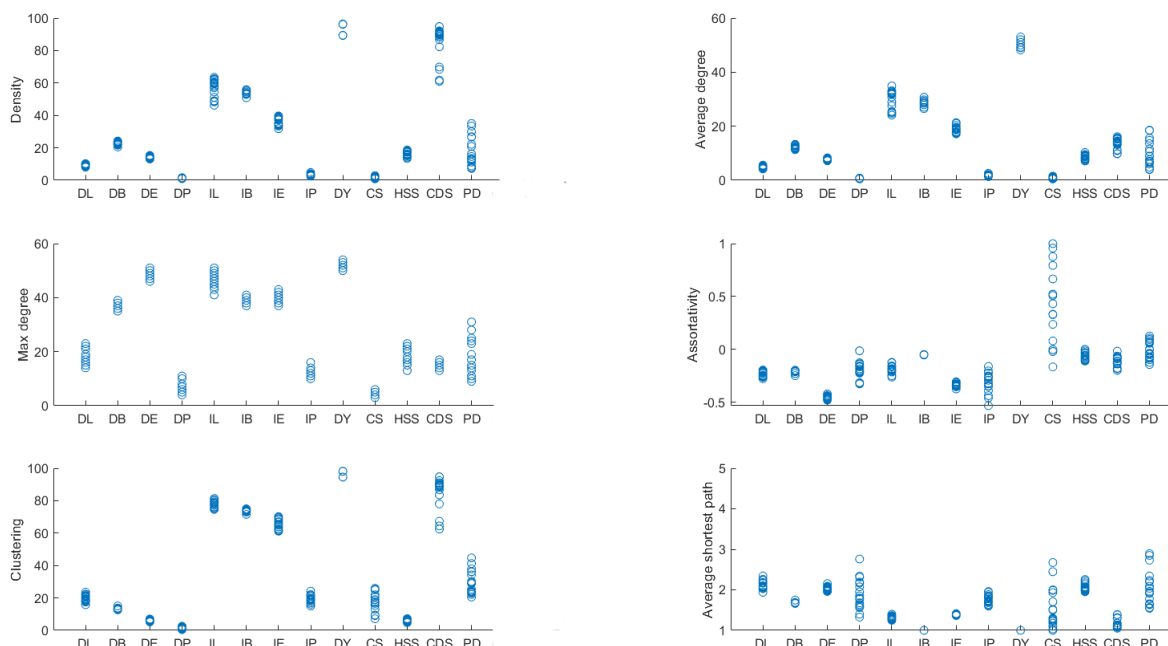 Density
100
80
60
40
20
0
DL DB DE DP IL IB IE IP DY CS HSS CDS PD
Average degree
60
40
20
0
DL DB DE DP IL IB IE IP DY CS HSS CDS PD
Max degree
60
40
20
0
DL DB DE DP IL IB IE IP DY CS HSS CDS PD
Assortativity
1
0.5
0
-0.5
DL DB DE DP IL IB IE IP DY CS HSS CDS PD
Clustering
100
80
60
40
20
0
DL DB DE DP IL IB IE IP DY CS HSS CDS PD
Average shortest path
5
4
3
2
1
DL DB DE DP IL IB IE IP DY CS HSS CDS PD